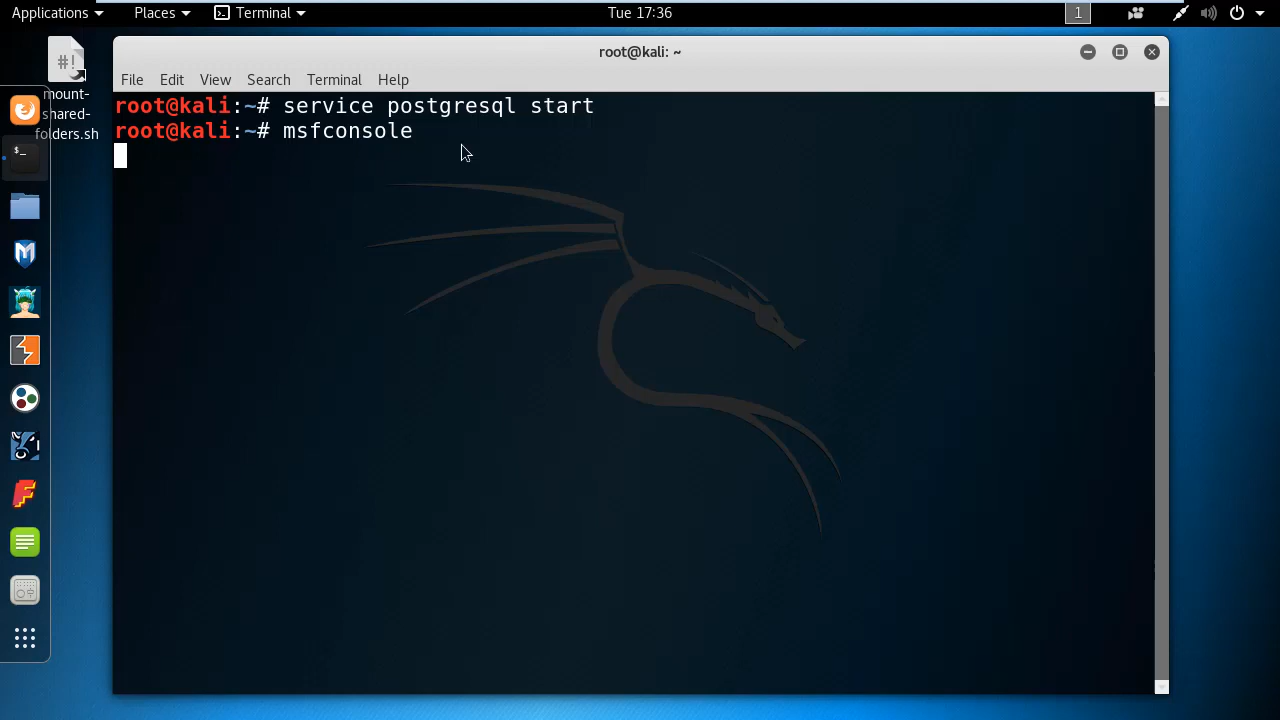 Applications Places Terminal Tue 17:36 1
root@kali: ~
File Edit View Search Terminal Help
root@kali:~# service postgresql start
root@kali:~# msfconsole
#!
mount-
shared-
folders.sh
$_